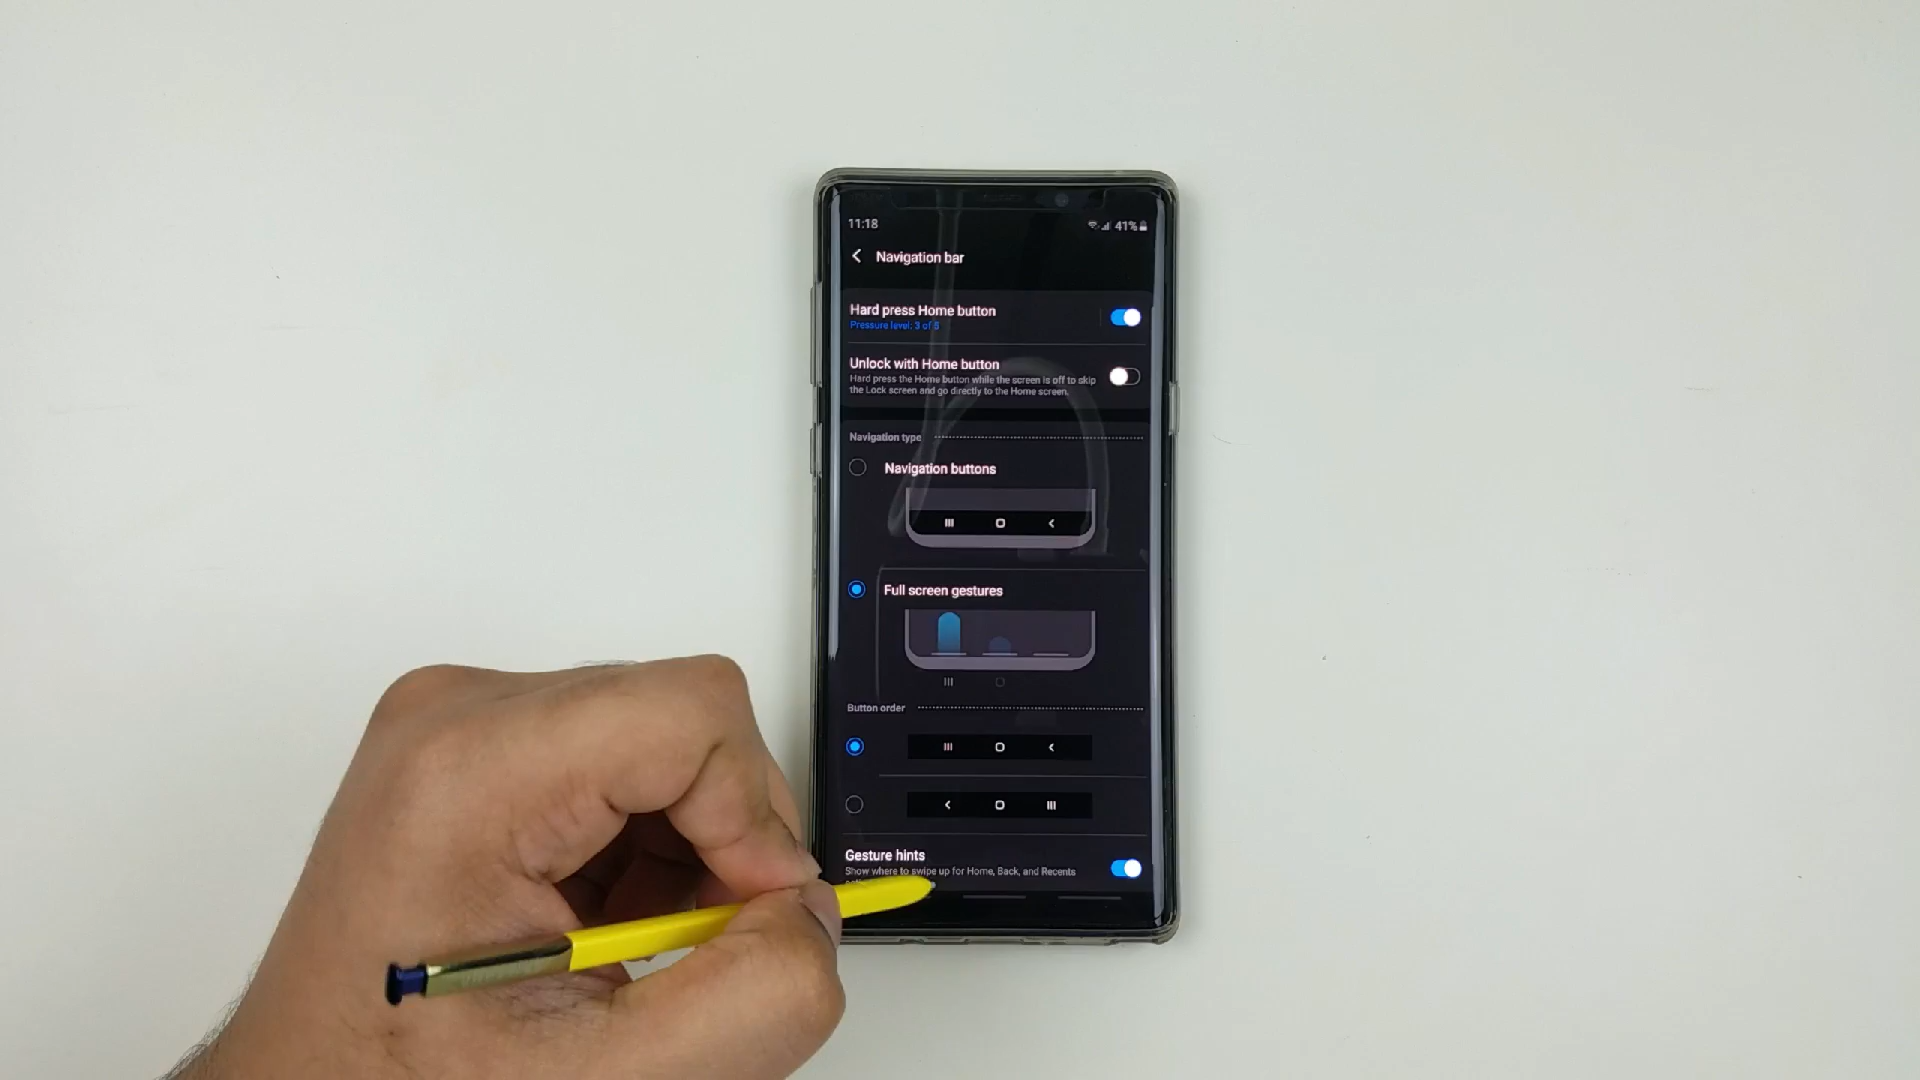 11:18
41%
Navigation bar
Hard press Home button
Pressure level: 3 of 5
Unlock with Home button
Hard press the Home button while the screen is off to skip
the Lock screen and go directly to the Home screen.
Navigation type
Navigation buttons
Full screen gestures
Button order
Gesture hints
Show where to swipe up for Home, Back, and Recents